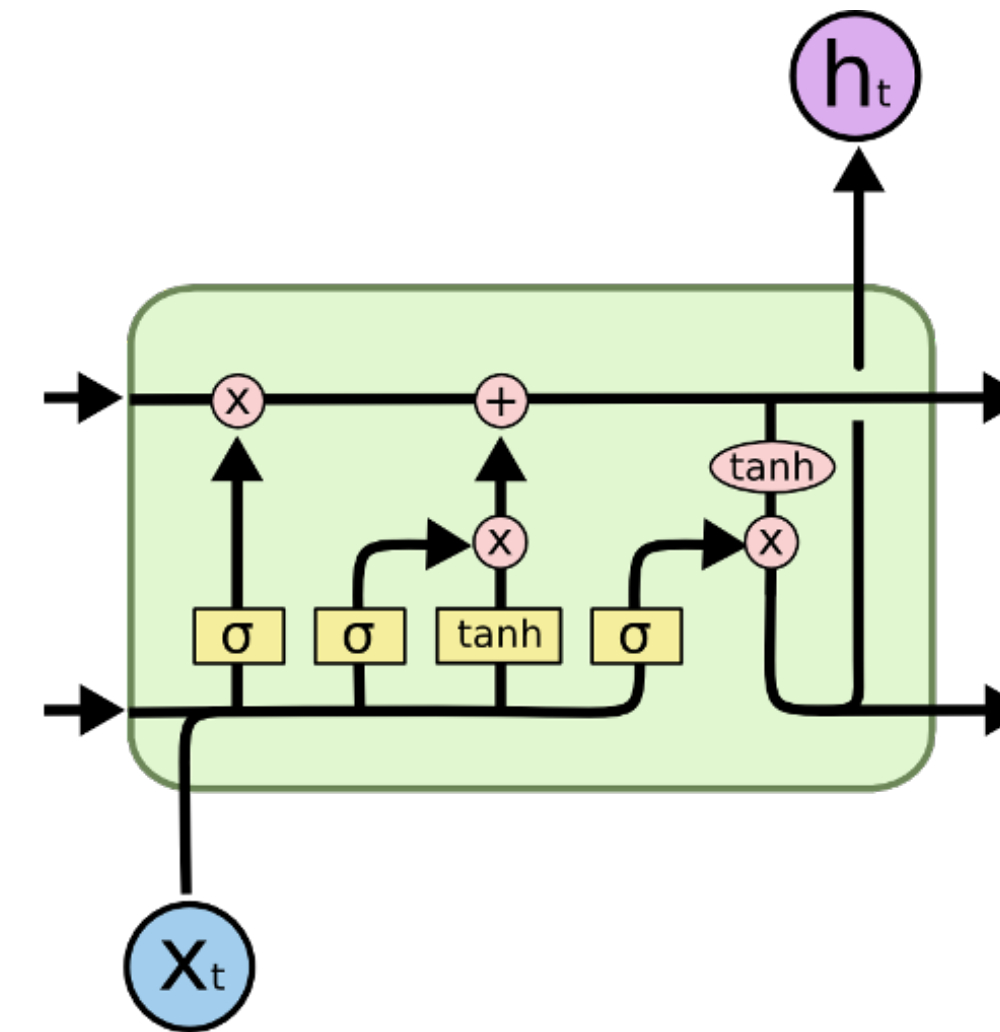 ht
x +
tanh
x x
σ σ tanh σ
xt